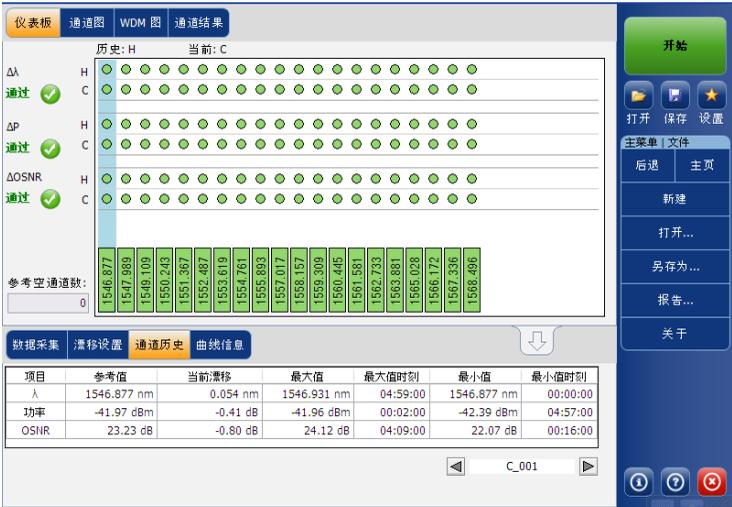 仪表板 通道图 WDM 图 通道结果
历史: H 当前: C
Δλ H
通过 C
ΔP H
通过 C
ΔOSNR H
通过 C
参考空通道数:
0
1546.877
1547.989
1549.109
1550.243
1551.367
1552.487
1553.619
1554.761
1555.893
1557.017
1558.157
1559.309
1560.445
1561.581
1562.733
1563.881
1565.028
1566.172
1567.336
1568.496
数据采集 漂移设置 通道历史 曲线信息
项目 参考值 当前漂移 最大值 最大值时刻 最小值 最小值时刻
λ 1546.877 nm 0.054 nm 1546.931 nm 04:59:00 1546.877 nm 00:00:00
功率 -41.97 dBm -0.41 dB -41.96 dBm 00:02:00 -42.39 dBm 04:57:00
OSNR 23.23 dB -0.80 dB 24.12 dB 04:09:00 22.07 dB 00:16:00
C_001
开始
打开 保存 设置
主菜单 | 文件
后退 主页
新建
打开...
另存为...
报告...
关于